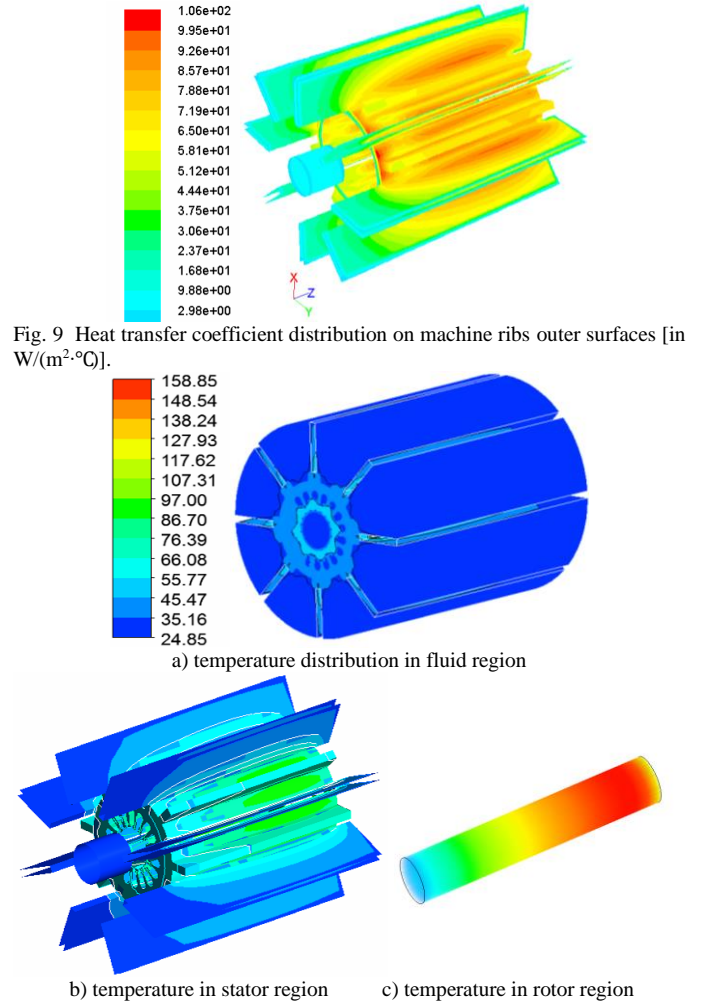 1.06e+02
9.95e+01
9.26e+01
8.57e+01
7.88e+01
7.19e+01
6.50e+01
5.81e+01
5.12e+01
4.44e+01
3.75e+01
3.06e+01
2.37e+01
1.68e+01
9.88e+00
2.98e+00
X
Z
Y
Fig. 9 Heat transfer coefficient distribution on machine ribs outer surfaces [in
W/(m²·℃)].
158.85
148.54
138.24
127.93
117.62
107.31
97.00
86.70
76.39
66.08
55.77
45.47
35.16
24.85
a) temperature distribution in fluid region
b) temperature in stator region c) temperature in rotor region